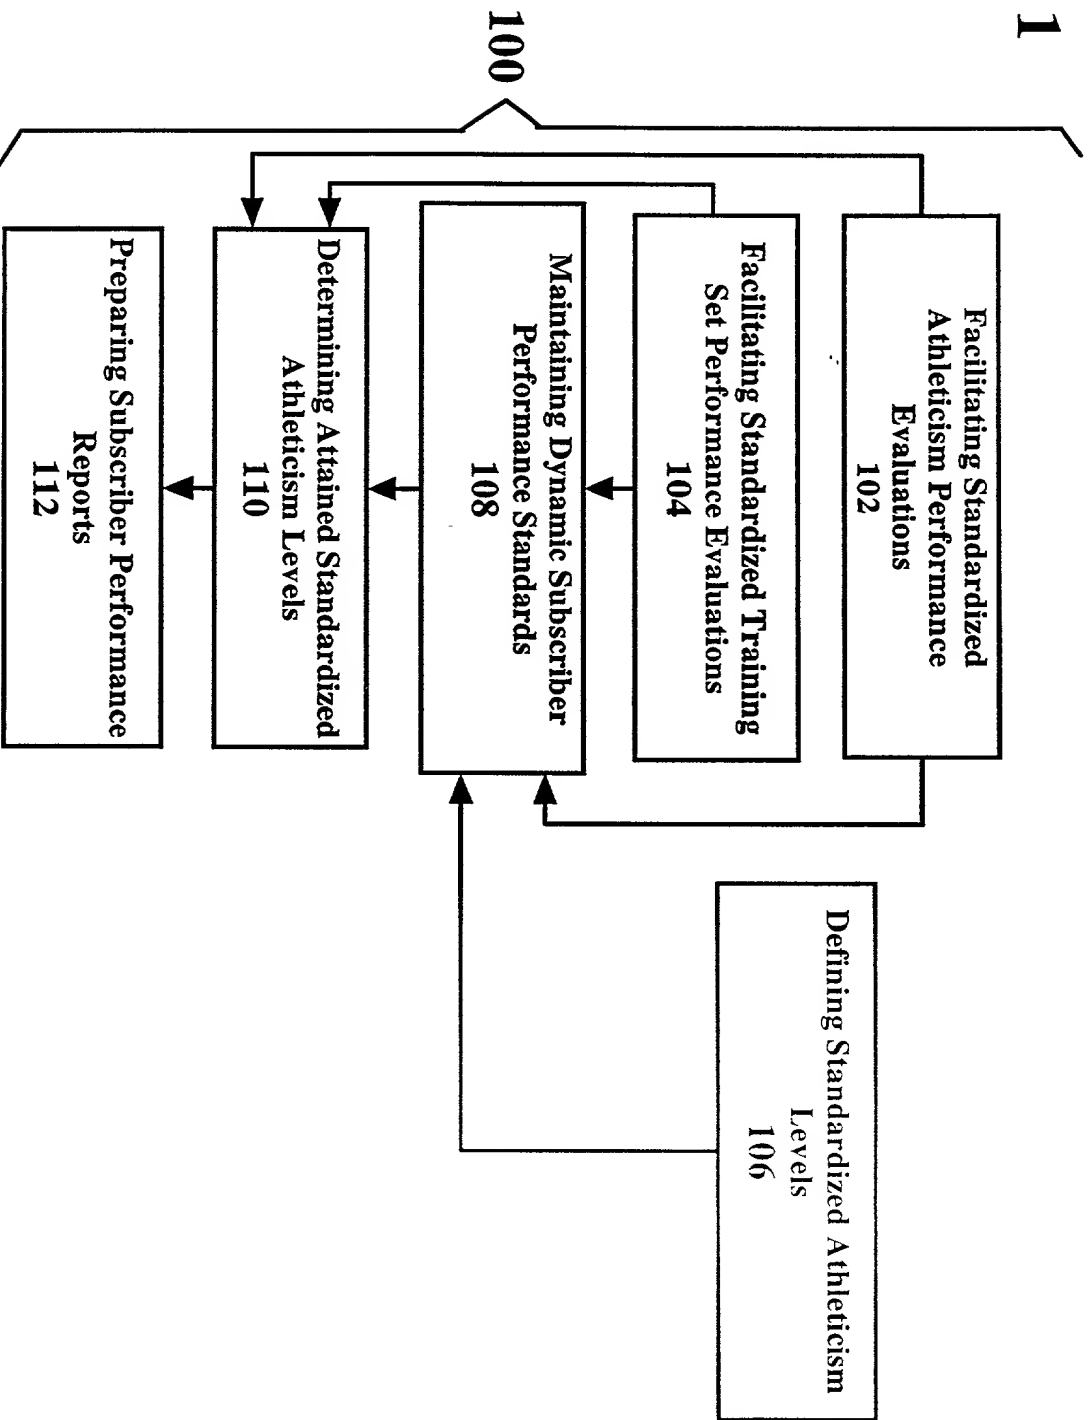 1
100
Facilitating Standardized
Athleticism Performance
Evaluations
102
Facilitating Standardized Training
Set Performance Evaluations
104
Defining Standardized Athleticism
Levels
106
Maintaining Dynamic Subscriber
Performance Standards
108
Determining Attained Standardized
Athleticism Levels
110
Preparing Subscriber Performance
Reports
112